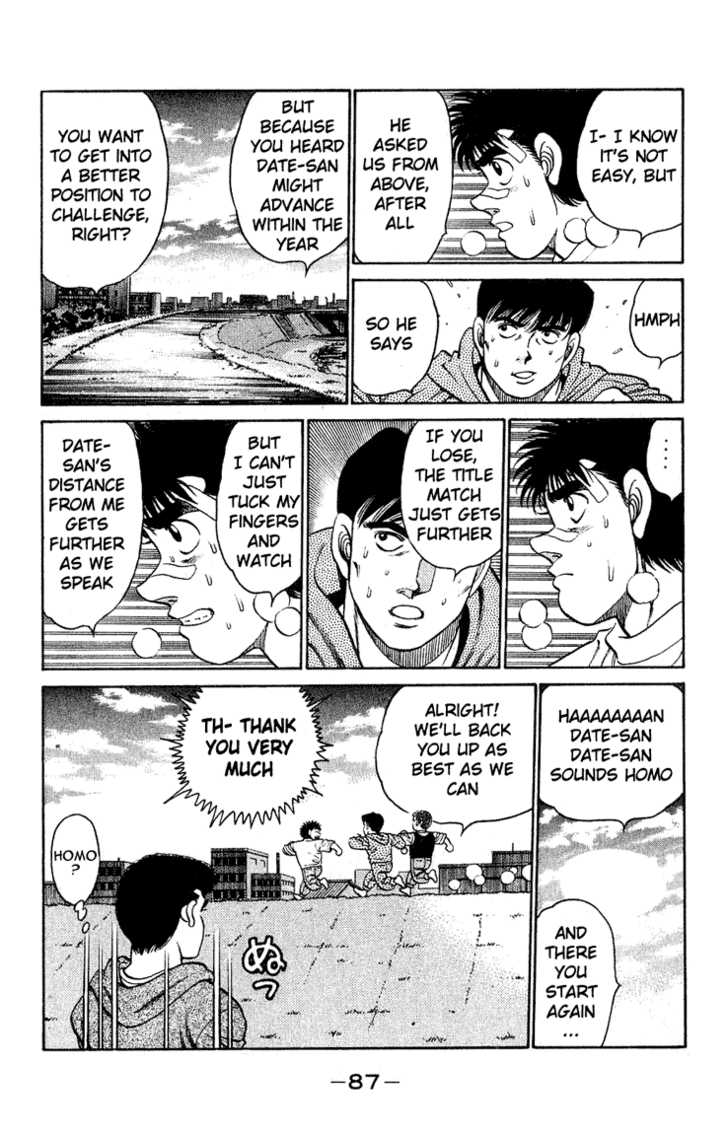 I- I KNOW
IT'S NOT
EASY, BUT
HE
ASKED
US FROM
ABOVE,
AFTER
ALL
BUT
BECAUSE
YOU HEARD
DATE-SAN
MIGHT
ADVANCE
WITHIN THE
YEAR
YOU WANT
TO GET INTO
A BETTER
POSITION TO
CHALLENGE,
RIGHT?
HMPH
SO HE
SAYS
....
IF YOU
LOSE,
THE TITLE
MATCH
JUST GETS
FURTHER
BUT
I CAN'T
JUST
TUCK MY
FINGERS
AND
WATCH
DATE-
SAN'S
DISTANCE
FROM ME
GETS
FURTHER
AS WE
SPEAK
HAAAAAAAAN
DATE-SAN
DATE-SAN
SOUNDS HOMO
AND
THERE
YOU
START
AGAIN
...
ALRIGHT!
WE'LL BACK
YOU UP AS
BEST AS WE
CAN
TH- THANK
YOU VERY
MUCH
HOMO
?
ぬっ
-87-